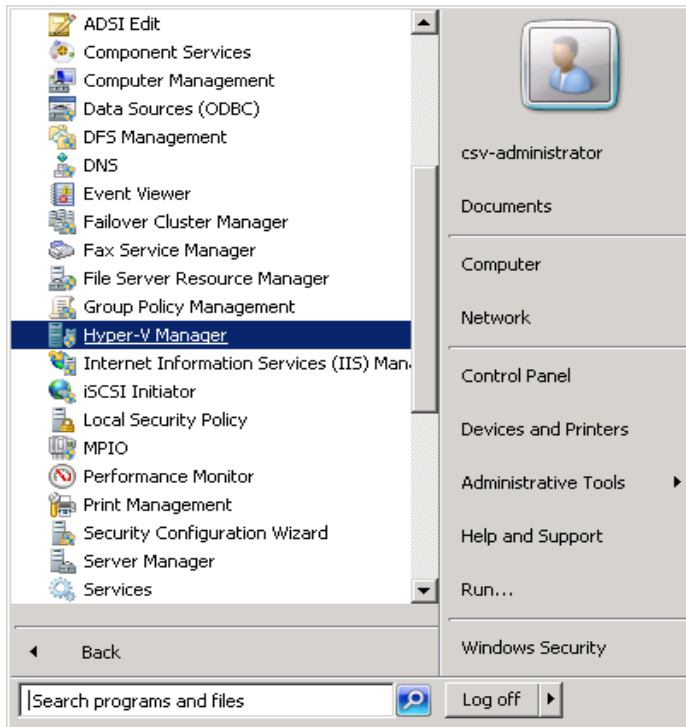 ADSI Edit
Component Services
Computer Management
Data Sources (ODBC)
DFS Management
DNS
Event Viewer
Failover Cluster Manager
Fax Service Manager
File Server Resource Manager
Group Policy Management
Hyper-V Manager
Internet Information Services (IIS) Man
iSCSI Initiator
Local Security Policy
MPIO
Performance Monitor
Print Management
Security Configuration Wizard
Server Manager
Services
Back
Search programs and files
csv-administrator
Documents
Computer
Network
Control Panel
Devices and Printers
Administrative Tools
Help and Support
Run...
Windows Security
Log off